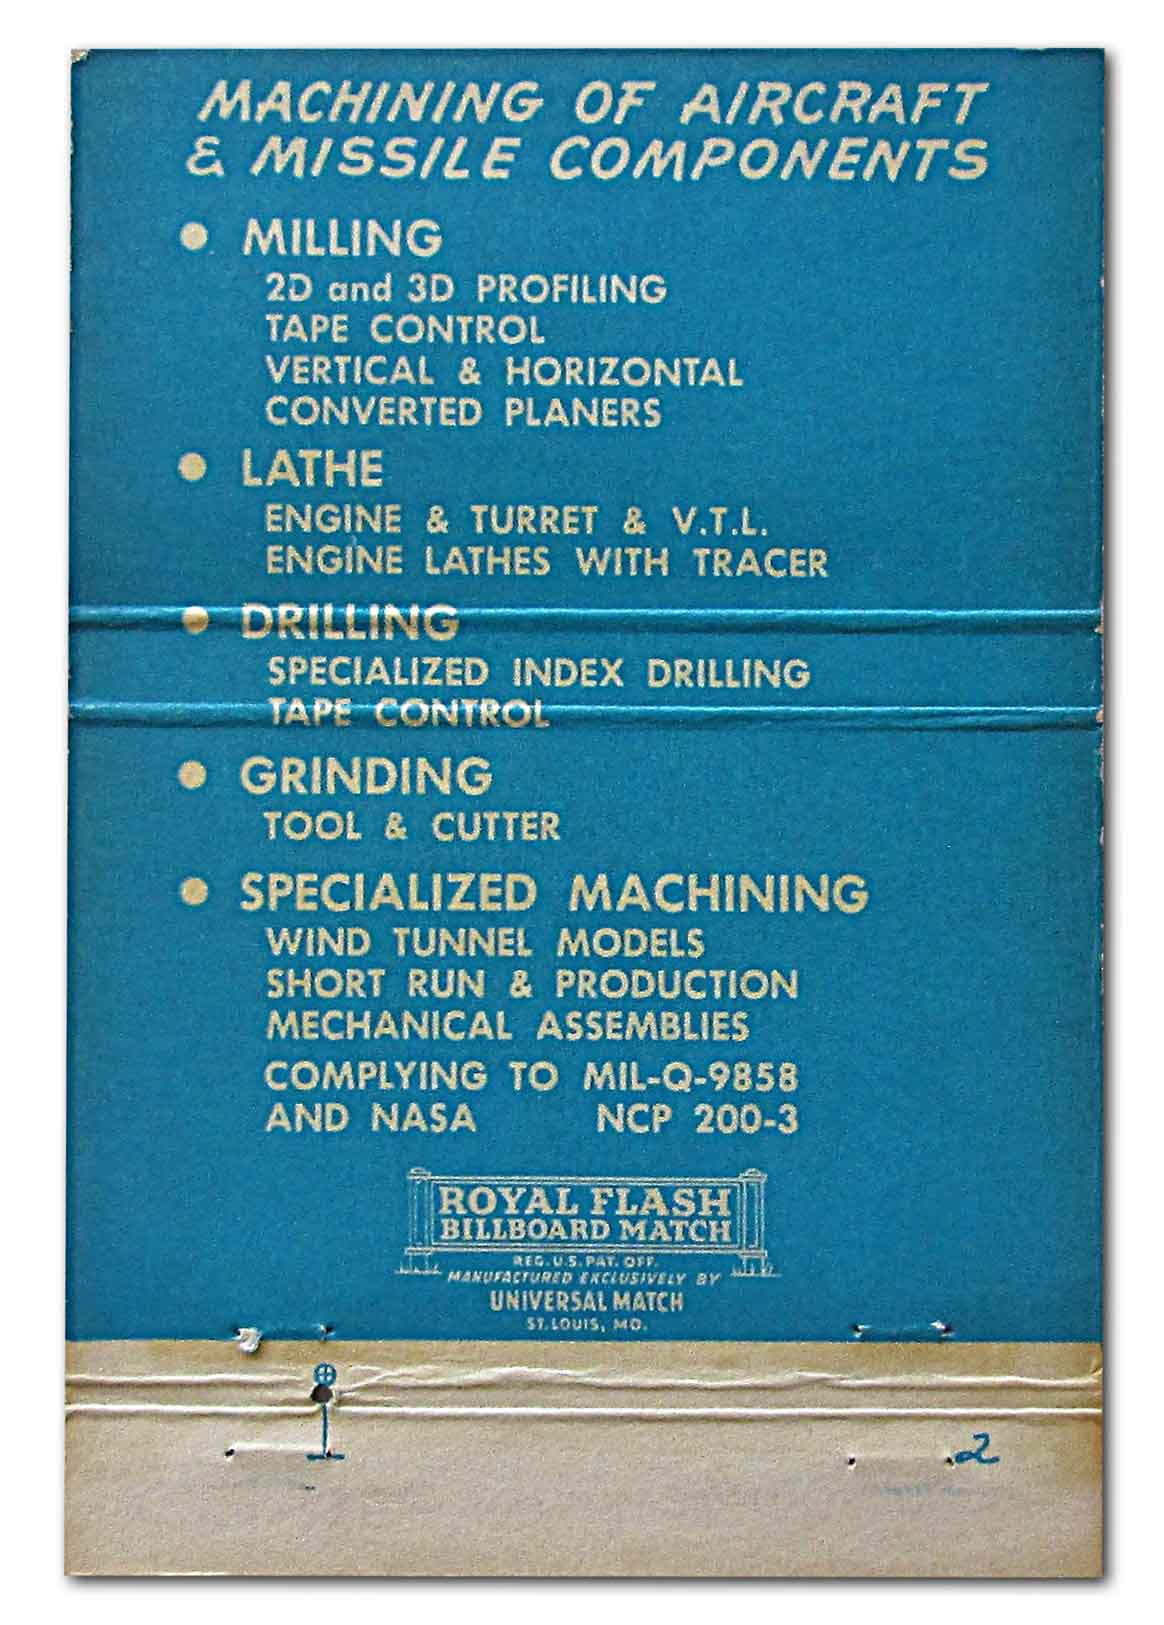 MACHINING OF AIRCRAFT
& MISSILE COMPONENTS
• MILLING
2D and 3D PROFILING
TAPE CONTROL
VERTICAL & HORIZONTAL
CONVERTED PLANERS
• LATHE
ENGINE & TURRET & V.T.L.
ENGINE LATHES WITH TRACER
• DRILLING
SPECIALIZED INDEX DRILLING
TAPE CONTROL
• GRINDING
TOOL & CUTTER
• SPECIALIZED MACHINING
WIND TUNNEL MODELS
SHORT RUN & PRODUCTION
MECHANICAL ASSEMBLIES
COMPLYING TO MIL-Q-9858
AND NASA NCP 200-3
ROYAL FLASH
BILLBOARD MATCH
REG. U.S. PAT. OFF.
MANUFACTURED EXCLUSIVELY BY
UNIVERSAL MATCH
ST. LOUIS, MO.
2